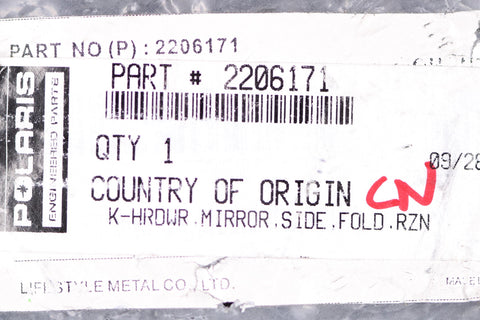 PART NO (P) : 2206171
PART # 2206171
POLARIS
ENGINEERED PARTS
QTY 1
09/28
COUNTRY OF ORIGIN CN
K-HRDWR.MIRROR.SIDE.FOLD.RZN
LIFESTYLE METAL CO., LTD.